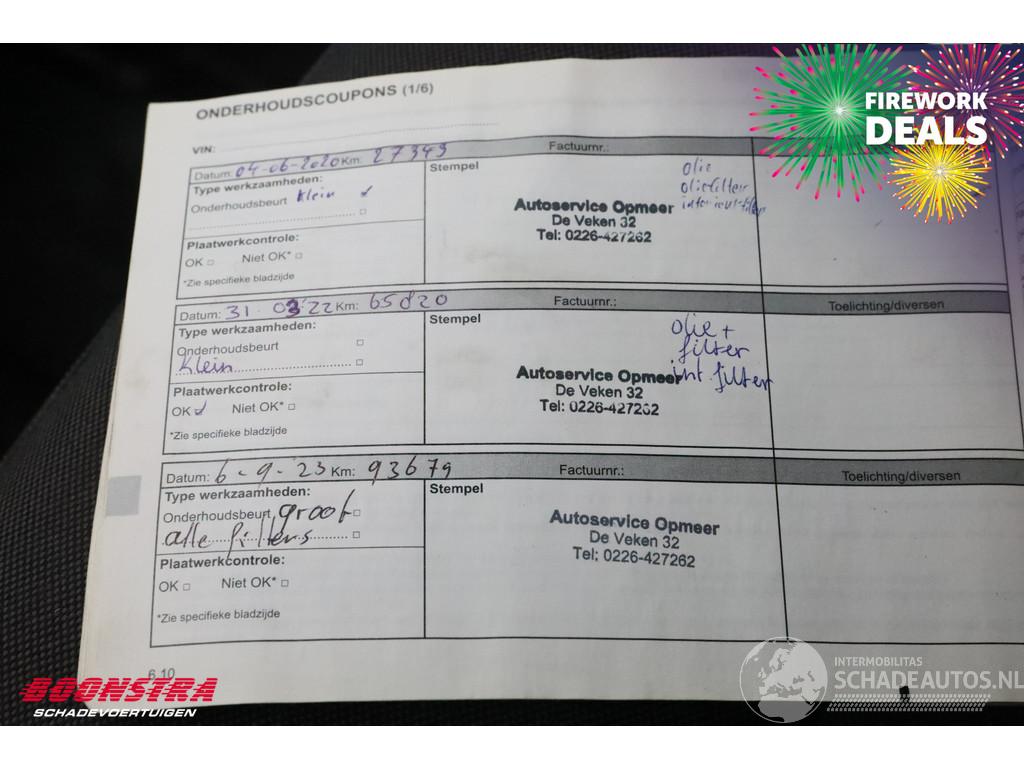 FIREWORK
DEALS
ONDERHOUDSCOUPONS (1/6)
VIN:
Datum: 04-06-2020 Km: 27349 Factuurnr.:
Type werkzaamheden:
Onderhoudsbeurt Klein
Plaatwerkcontrole:
OK Niet OK*
*Zie specifieke bladzijde
Stempel
Autoservice Opmeer
De Veken 32
Tel: 0226-427262
olie
oliefilter
interieurfilter
Datum: 31 03 22 Km: 65820 Factuurnr.: Toelichting/diversen
Type werkzaamheden:
Onderhoudsbeurt
Klein
Plaatwerkcontrole:
OK Niet OK*
*Zie specifieke bladzijde
Stempel
Autoservice Opmeer
De Veken 32
Tel: 0226-427262
olie +
filter
int. filter
Datum: 6-9-23 Km: 93679 Factuurnr.: Toelichting/diversen
Type werkzaamheden:
Onderhoudsbeurt groot
alle filters
Plaatwerkcontrole:
OK Niet OK*
*Zie specifieke bladzijde
Stempel
Autoservice Opmeer
De Veken 32
Tel: 0226-427262
6.10
BOONSTRA
SCHADEVOERTUIGEN
INTERMOBILITAS
SCHADEAUTOS.NL